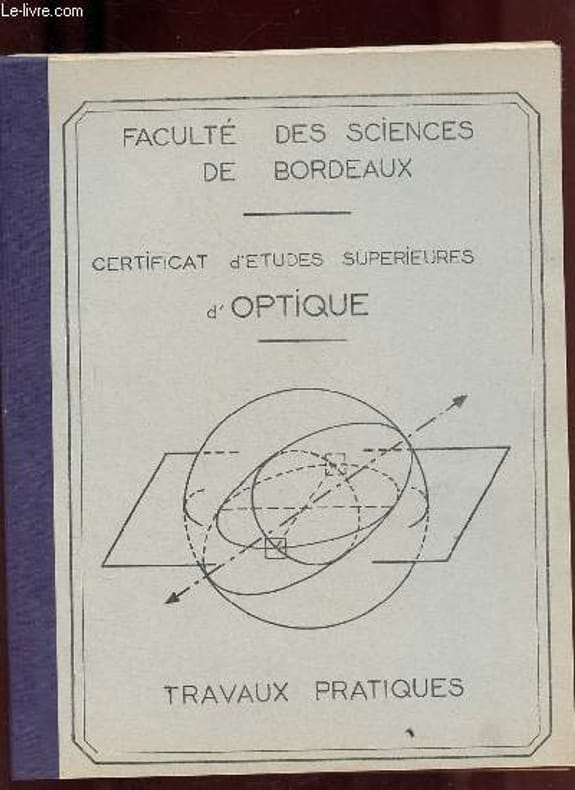 Le-livre.com
FACULTÉ DES SCiENCES
DE BORDEAUX
CERTiFiCAT d'ETUDES SUPERiEURES
d' OPTiQUE
TRAVAUX PRATiQUES